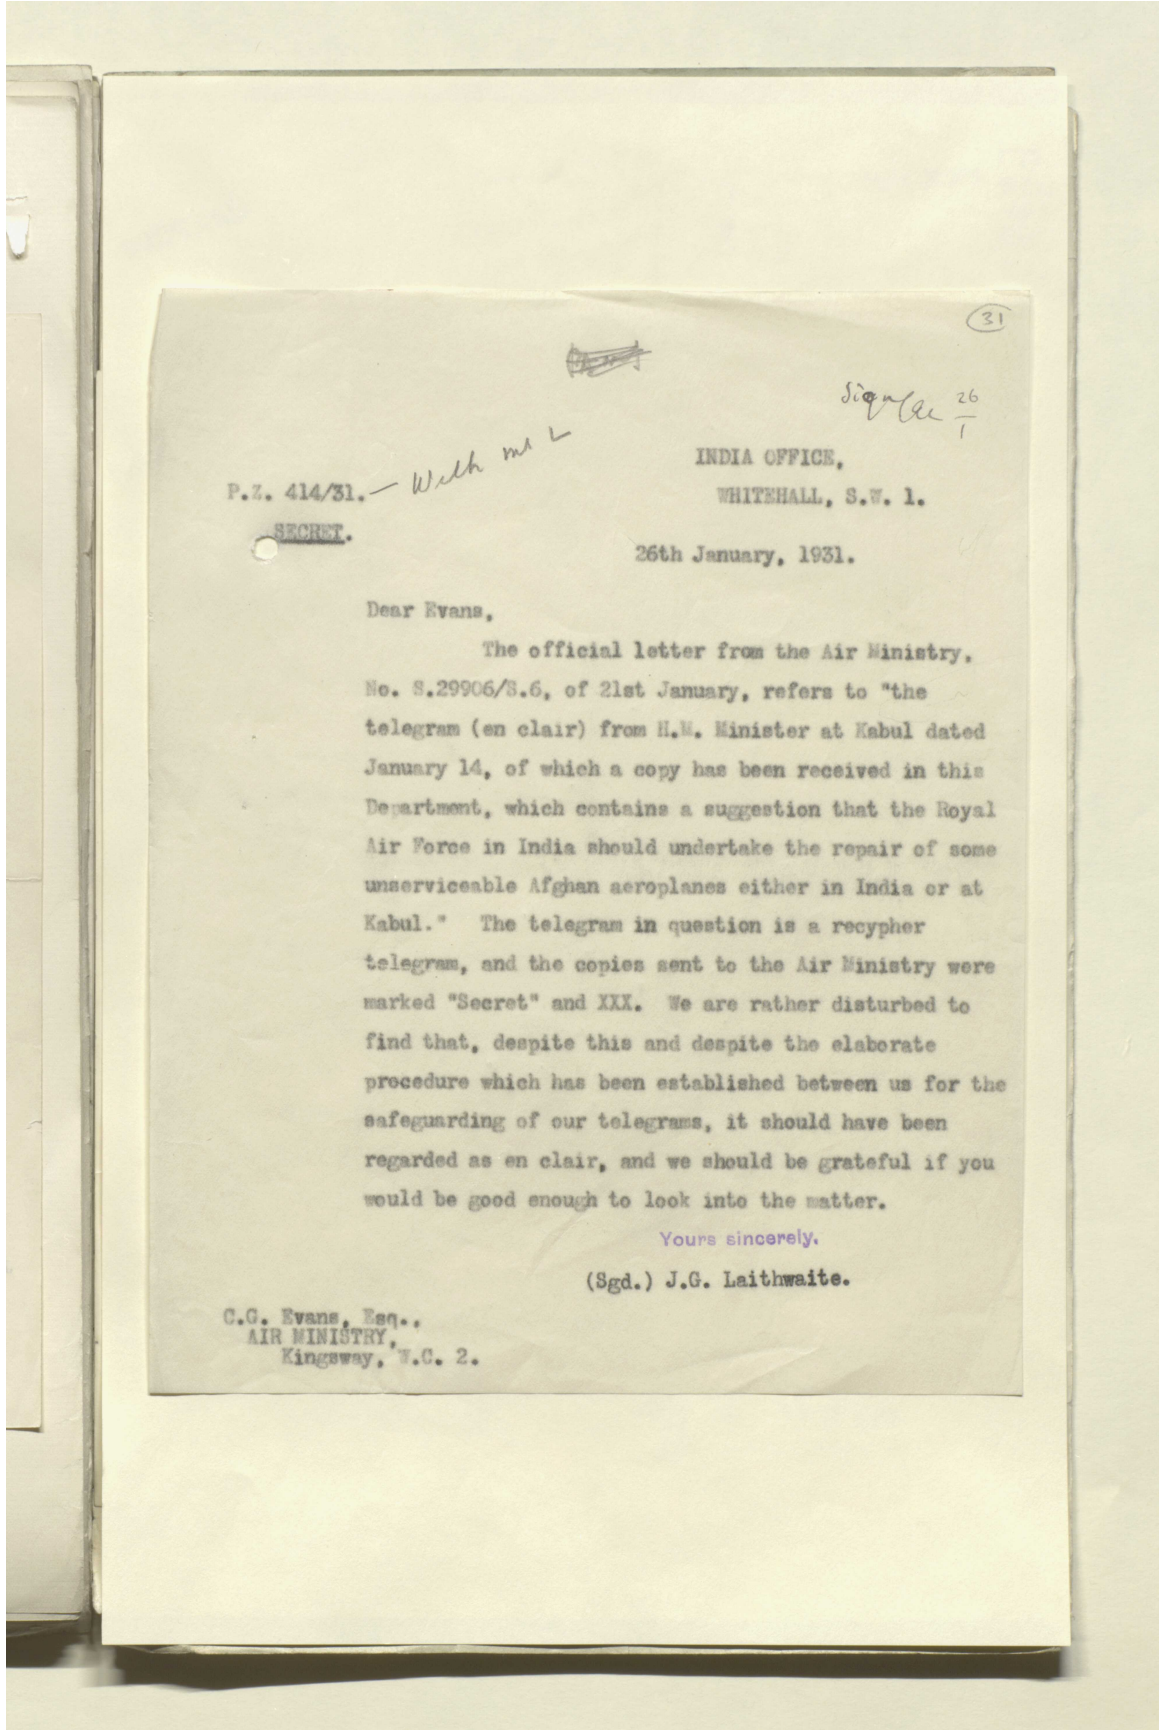 31
26
1
INDIA OFFICE,
P.Z. 414/31. — With
WHITEHALL, S.W. 1.
SECRET.
26th January, 1931.
Dear Evans,
The official letter from the Air Ministry,
No. S.29906/S.6, of 21st January, refers to "the
telegram (en clair) from H.M. Minister at Kabul dated
January 14, of which a copy has been received in this
Department, which contains a suggestion that the Royal
Air Force in India should undertake the repair of some
unserviceable Afghan aeroplanes either in India or at
Kabul." The telegram in question is a recypher
telegram, and the copies sent to the Air Ministry were
marked "Secret" and XXX. We are rather disturbed to
find that, despite this and despite the elaborate
procedure which has been established between us for the
safeguarding of our telegrams, it should have been
regarded as en clair, and we should be grateful if you
would be good enough to look into the matter.
Yours sincerely.
(Sgd.) J.G. Laithwaite.
C.G. Evans, Esq.,
AIR MINISTRY,
Kingsway, W.C. 2.